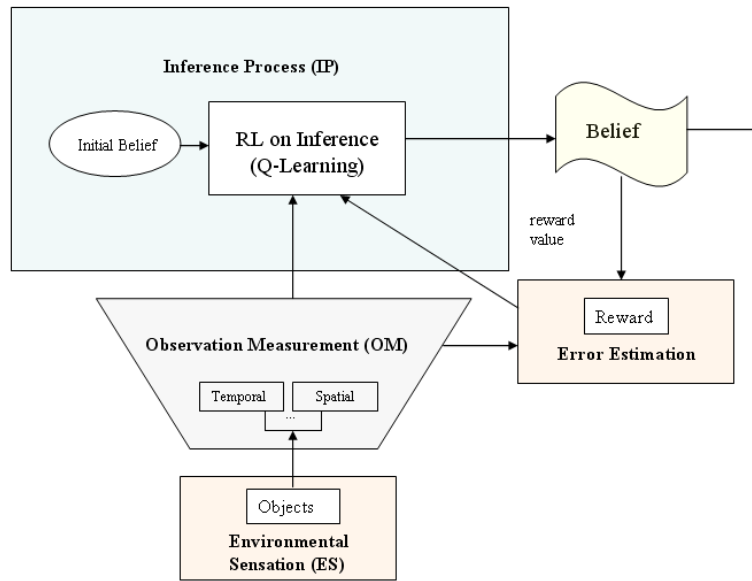 Inference Process (IP)
Initial Belief
RL on Inference
(Q-Learning)
Belief
reward
value
Reward
Error Estimation
Observation Measurement (OM)
Temporal
Spatial
...
Objects
Environmental
Sensation (ES)